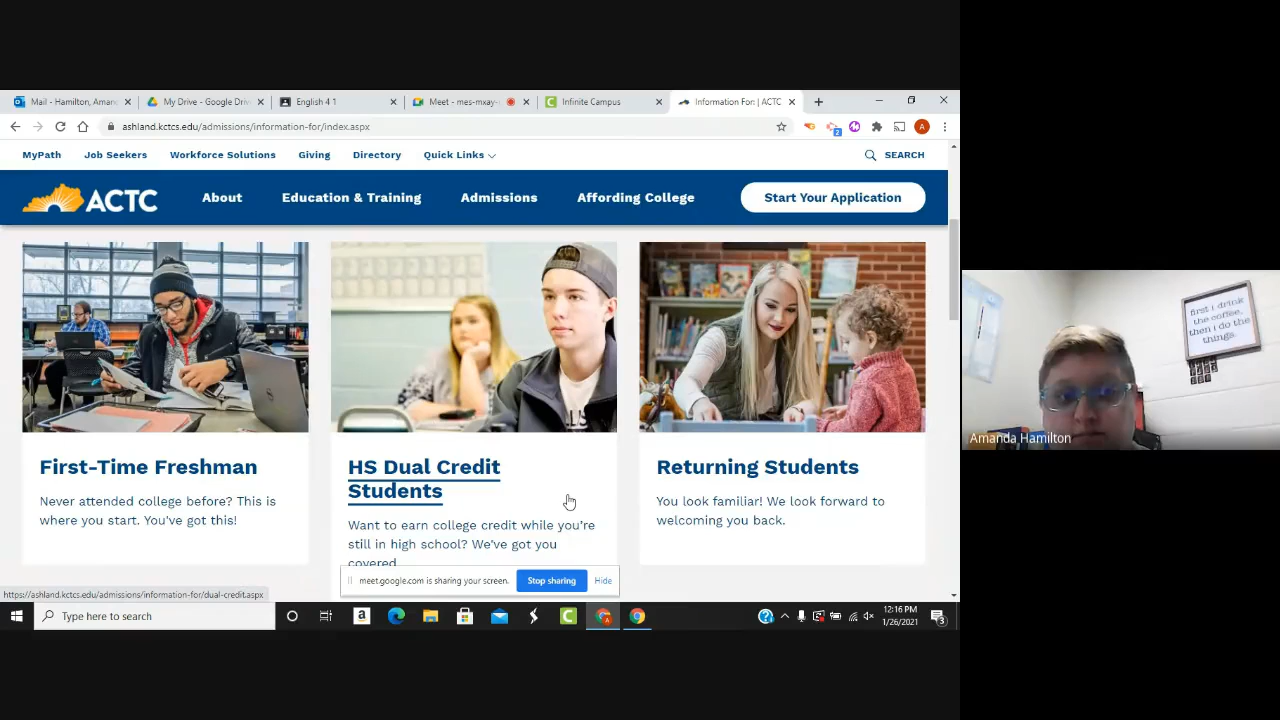 Mail - Hamilton, Aman
My Drive - Google Driv
English 4 1
Meet - mes-mxay-
Infinite Campus
Information For: | ACTC
ashland.kctcs.edu/admissions/information-for/index.aspx
2
A
MyPath
Job Seekers
Workforce Solutions
Giving
Directory
Quick Links
SEARCH
ACTC
About
Education & Training
Admissions
Affording College
Start Your Application
First-Time Freshman
Never attended college before? This is
where you start. You've got this!
HS Dual Credit
Students
Want to earn college credit while you're
still in high school? We've got you
covered
Returning Students
You look familiar! We look forward to
welcoming you back.
meet.google.com is sharing your screen.
Stop sharing
Hide
https://ashland.kctcs.edu/admissions/information-for/dual-credit.aspx
Type here to search
12:16 PM
1/26/2021
3
first i drink
the coffee,
then i do the
things.
Amanda Hamilton